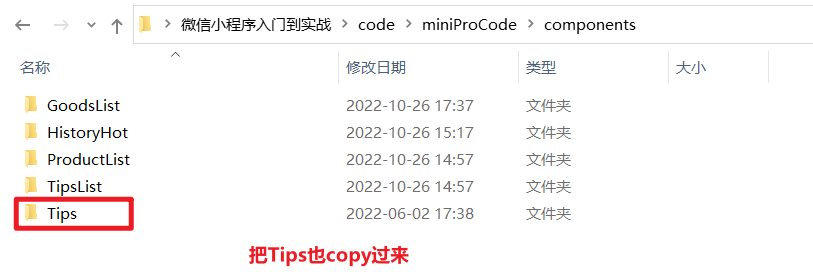 微信小程序入门到实战 > code > miniProCode > components
名称 修改日期 类型 大小
GoodsList 2022-10-26 17:37 文件夹
HistoryHot 2022-10-26 15:17 文件夹
ProductList 2022-10-26 14:57 文件夹
TipsList 2022-10-26 14:57 文件夹
Tips 2022-06-02 17:38 文件夹
把Tips也copy过来